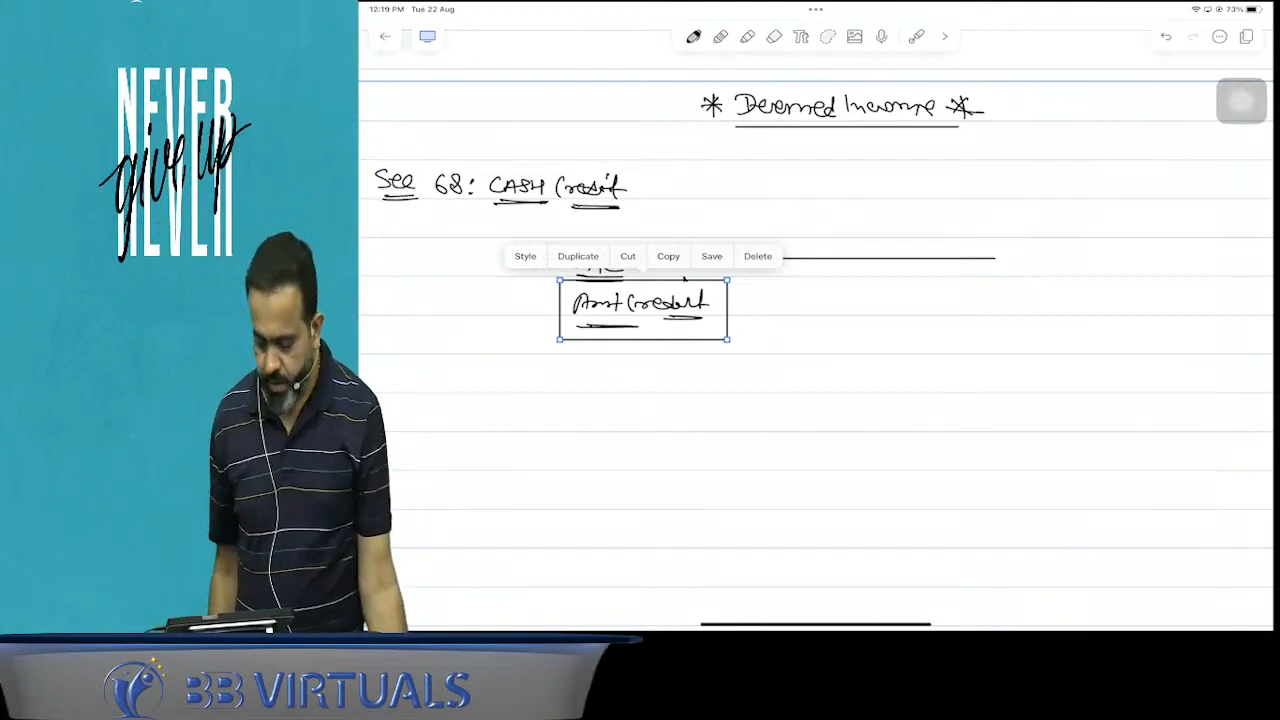 12:19 PM Tue 22 Aug
73%
NEVER
give up
NEVER
* Deemed Income *
Sec 68: CASH Credit
Style Duplicate Cut Copy Save Delete
Amt Credit
BB VIRTUALS